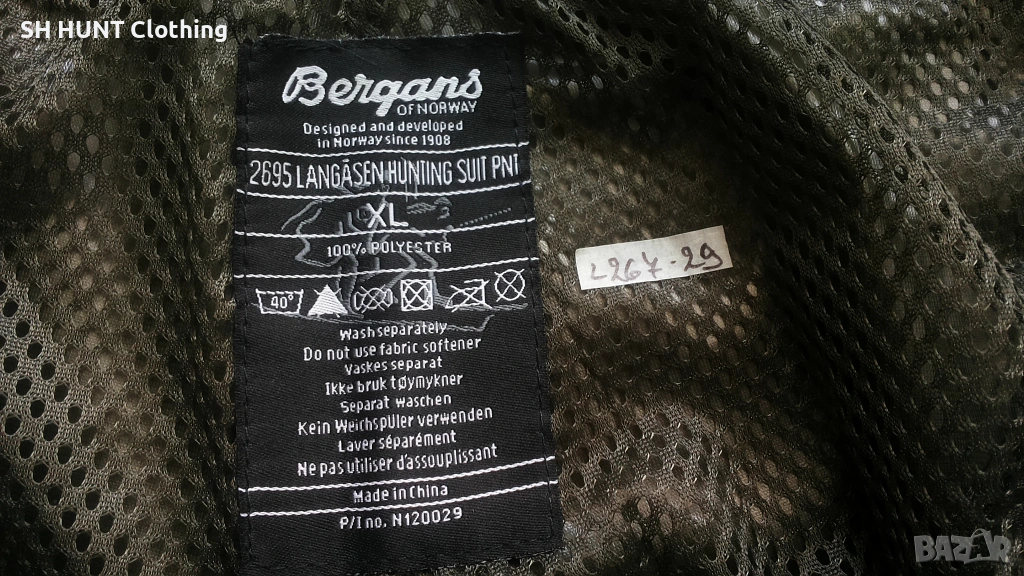 SH HUNT Clothing
Bergans
OF NORWAY
Designed and developed
in Norway since 1908
2695 LANGÅSEN HUNTING SUIT PNT
XL
100% POLYESTER
40°
Wash separately
Do not use fabric softener
Vaskes separat
Ikke bruk tøymykner
Separat waschen
Kein Weichspüler verwenden
Laver séparément
Ne pas utiliser d'assouplissant
Made in China
P/I no. N120029
L267-29
BAZAR